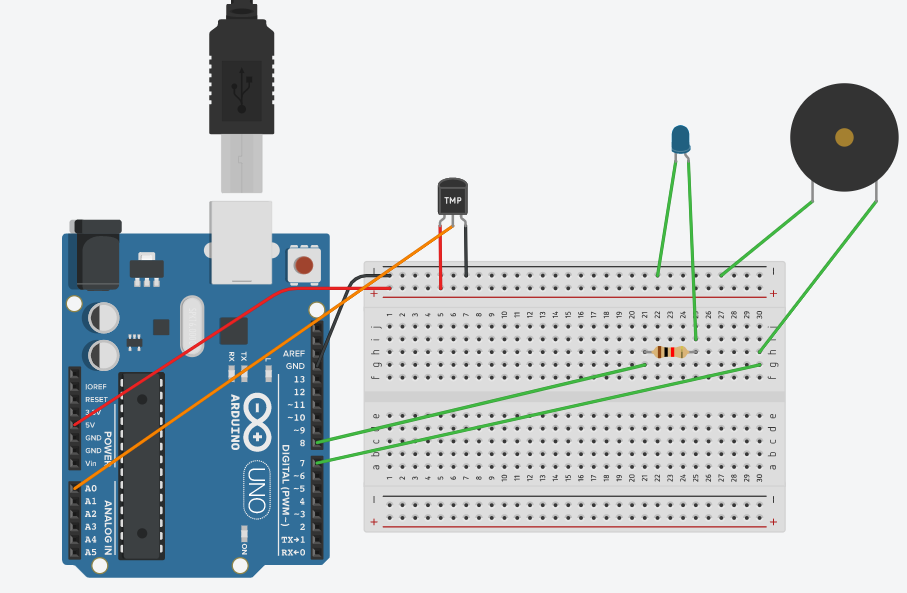 TMP
− −
+ +
1 2 3 4 5 6 7 8 9 10 11 12 13 14 15 16 17 18 19 20 21 22 23 24 25 26 27 28 29 30
j j
i i
h h
g g
f f
e e
d d
c c
b b
a a
1 2 3 4 5 6 7 8 9 10 11 12 13 14 15 16 17 18 19 20 21 22 23 24 25 26 27 28 29 30
− −
+ +
IOREF
RESET
3.3V
5V
GND
GND
Vin
POWER
A0
A1
A2
A3
A4
A5
ANALOG IN
RX
TX
L
ARDUINO
UNO
ON
AREF
GND
13
12
~11
~10
~9
8
7
~6
~5
4
~3
2
TX→1
RX←0
DIGITAL (PWM~)